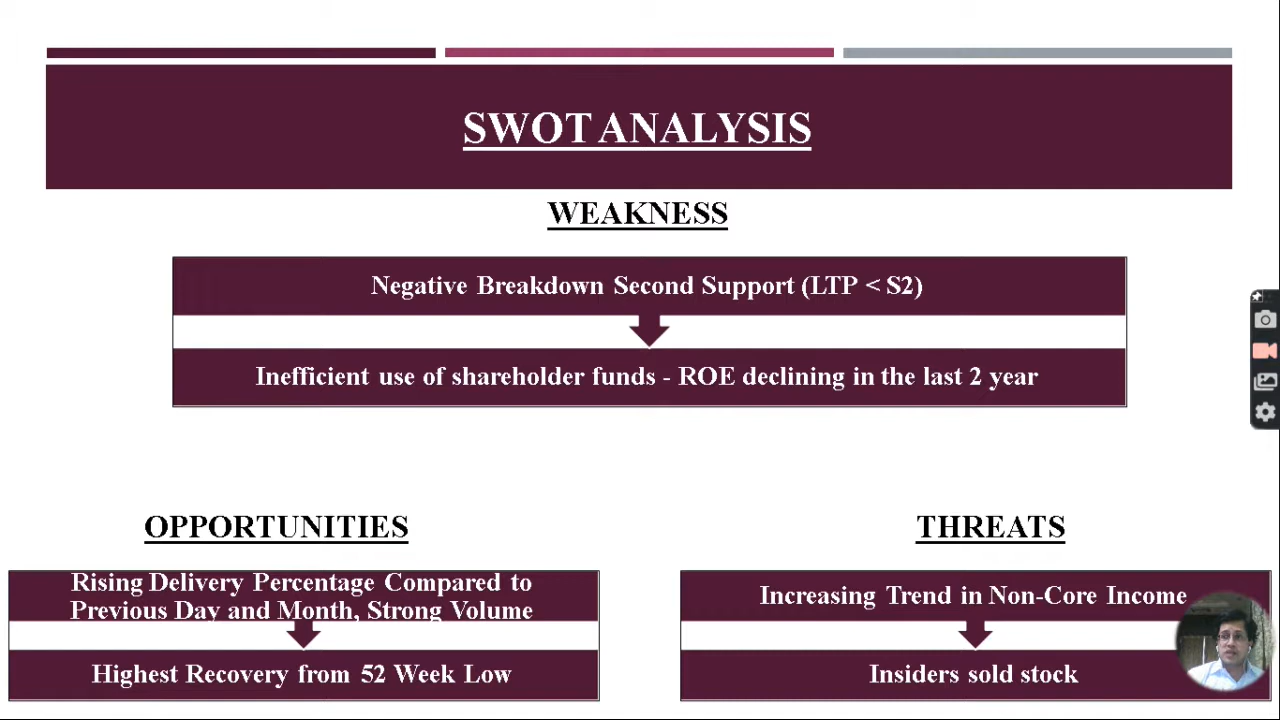 SWOT ANALYSIS
WEAKNESS
Negative Breakdown Second Support (LTP < S2)
Inefficient use of shareholder funds - ROE declining in the last 2 year
OPPORTUNITIES
Rising Delivery Percentage Compared to
Previous Day and Month, Strong Volume
Highest Recovery from 52 Week Low
THREATS
Increasing Trend in Non-Core Income
Insiders sold stock